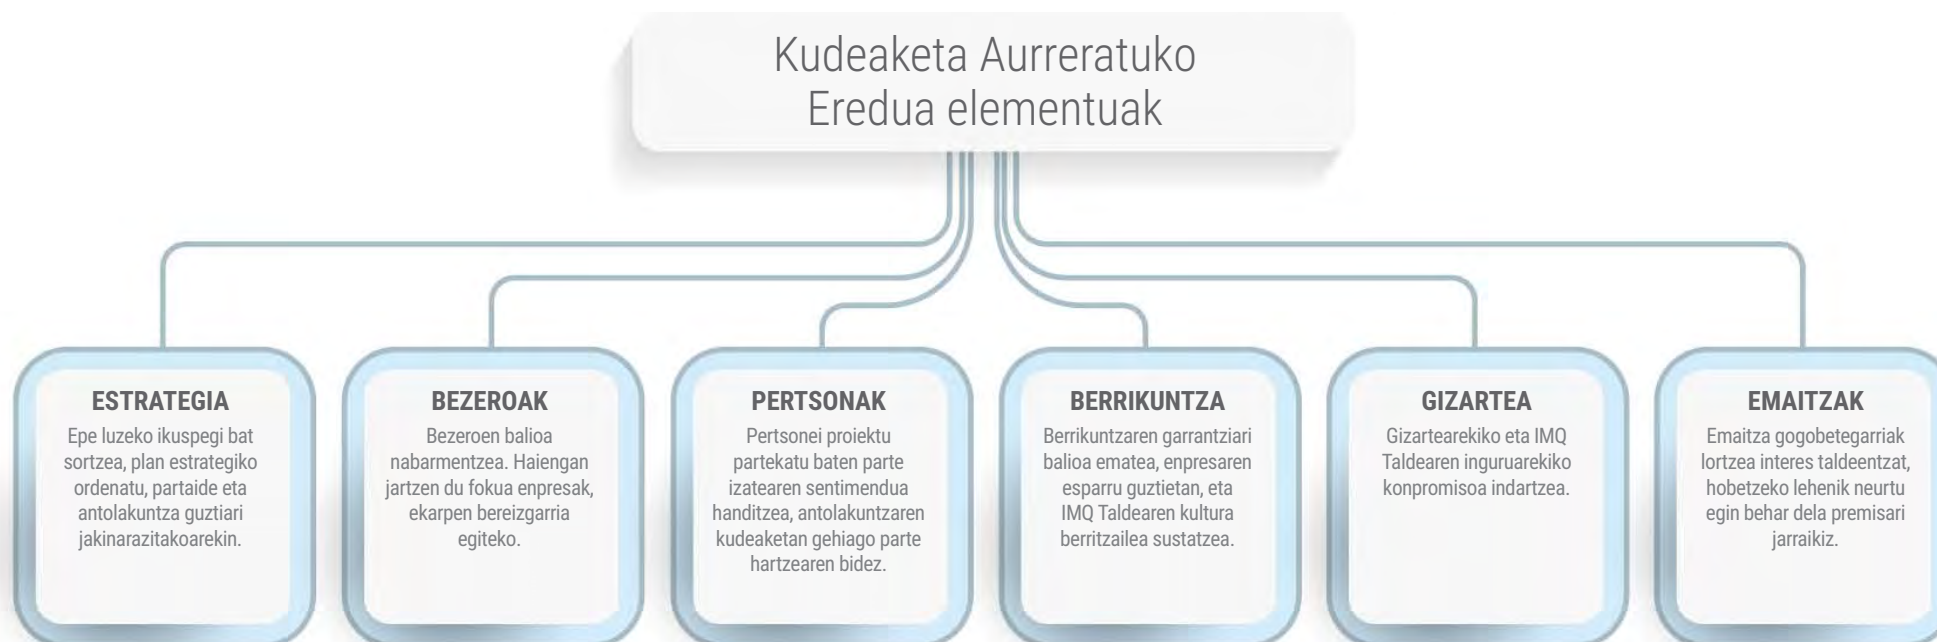 Kudeaketa Aurreratuko
Eredua elementuak
ESTRATEGIA
Epe luzeko ikuspegi bat
sortzea, plan estrategiko
ordenatu, partaide eta
antolakuntza guztiari
jakinarazitakoarekin.
BEZEROAK
Bezeroen balioa
nabarmentzea. Haiengan
jartzen du fokua enpresak,
ekarpen bereizgarria
egiteko.
PERTSONAK
Pertsonei proiektu
partekatu baten parte
izatearen sentimendua
handitzea, antolakuntzaren
kudeaketan gehiago parte
hartzearen bidez.
BERRIKUNTZA
Berrikuntzaren garrantziari
balioa ematea, enpresaren
esparru guztietan, eta
IMQ Taldearen kultura
berritzailea sustatzea.
GIZARTEA
Gizartearekiko eta IMQ
Taldearen inguruarekiko
konpromisoa indartzea.
EMAITZAK
Emaitza gogobetegarriak
lortzea interes taldeentzat,
hobetzeko lehenik neurtu
egin behar dela premisari
jarraikiz.